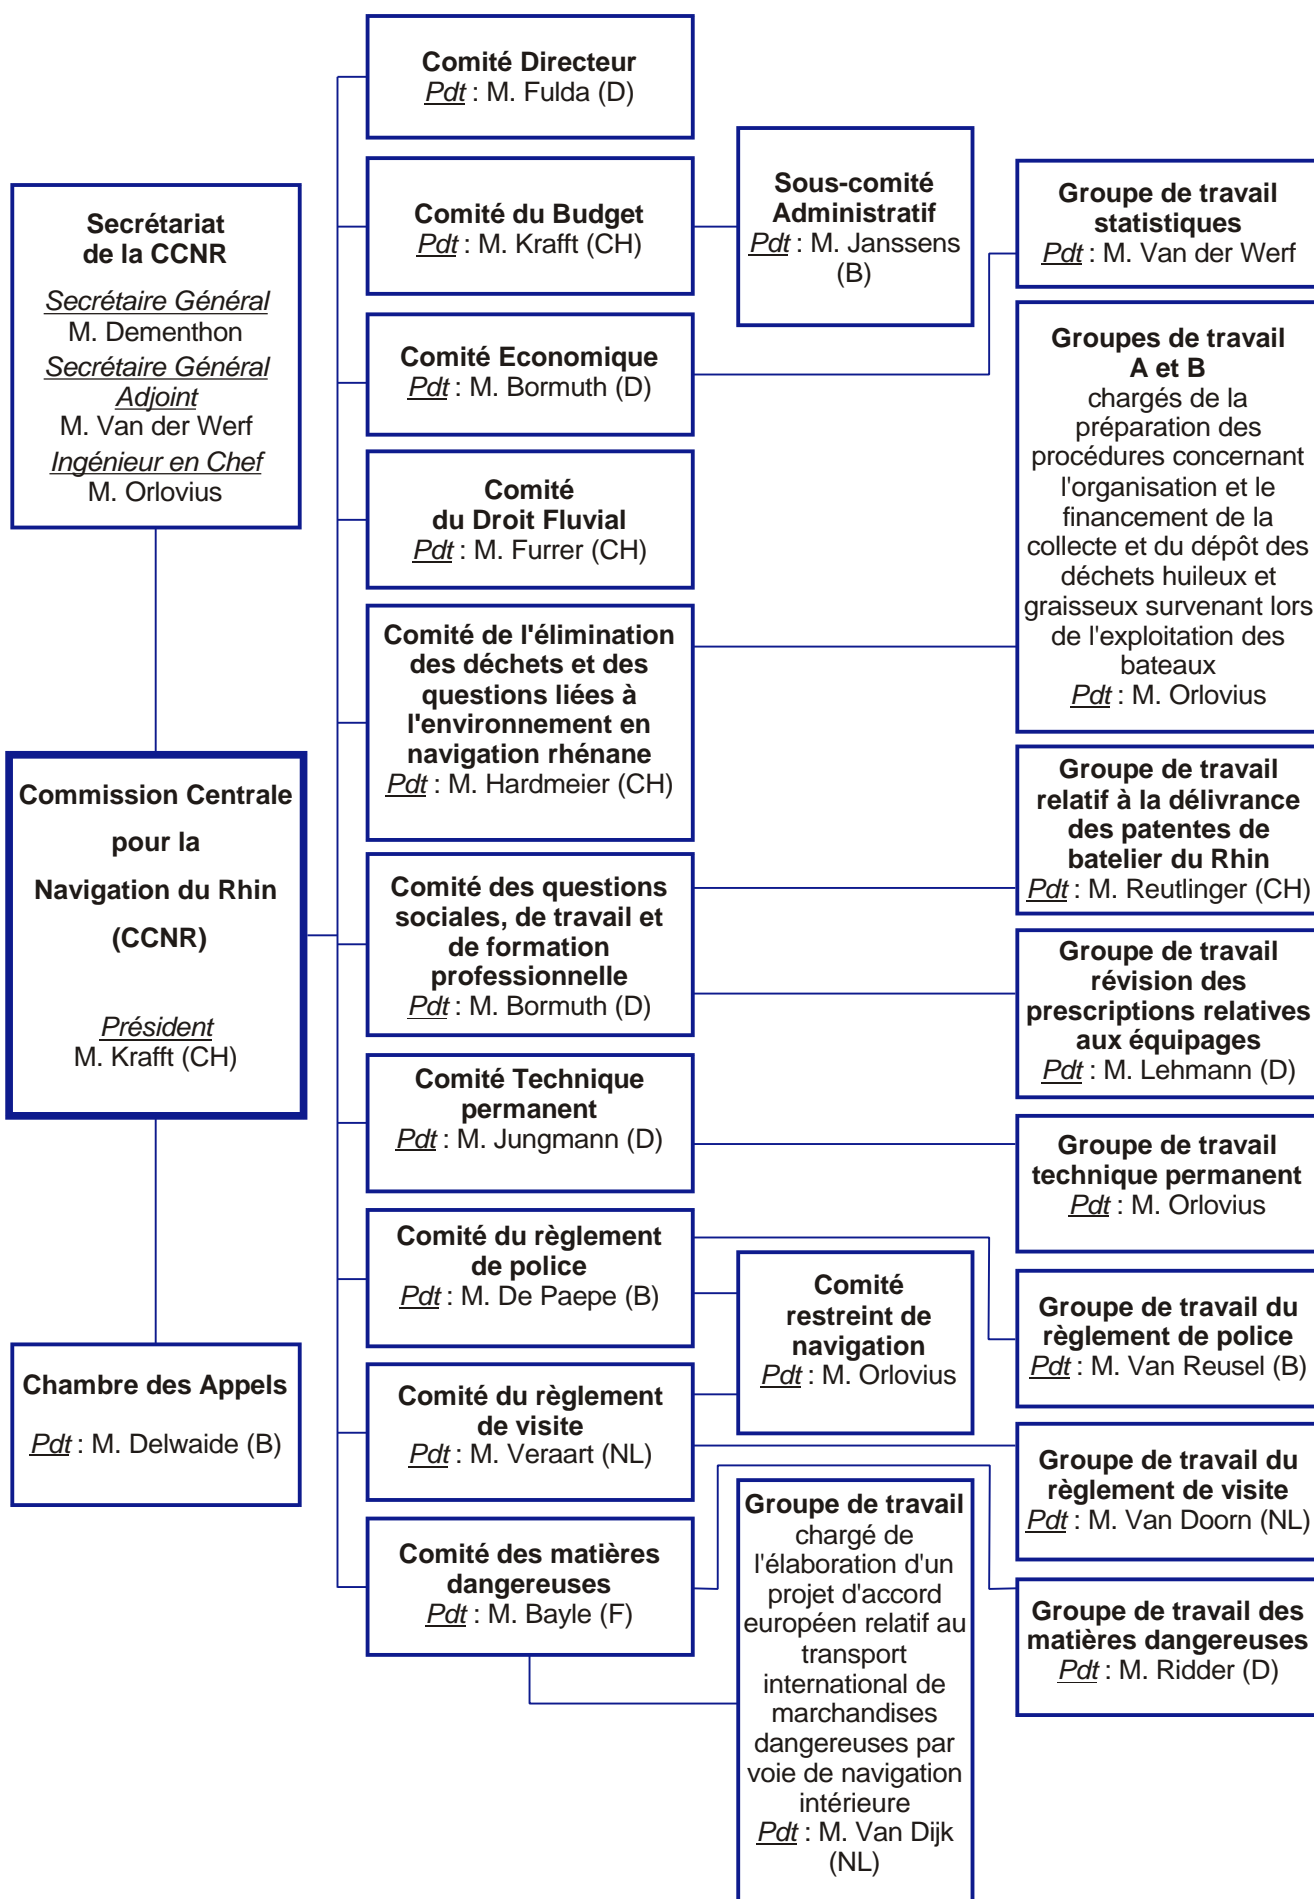 Secrétariat
de la CCNR
Secrétaire Général
M. Dementhon
Secrétaire Général
Adjoint
M. Van der Werf
Ingénieur en Chef
M. Orlovius
Commission Centrale
pour la
Navigation du Rhin
(CCNR)
Président
M. Krafft (CH)
Chambre des Appels
Pdt : M. Delwaide (B)
Comité Directeur
Pdt : M. Fulda (D)
Comité du Budget
Pdt : M. Krafft (CH)
Comité Economique
Pdt : M. Bormuth (D)
Comité
du Droit Fluvial
Pdt : M. Furrer (CH)
Comité de l'élimination
des déchets et des
questions liées à
l'environnement en
navigation rhénane
Pdt : M. Hardmeier (CH)
Comité des questions
sociales, de travail et
de formation
professionnelle
Pdt : M. Bormuth (D)
Comité Technique
permanent
Pdt : M. Jungmann (D)
Comité du règlement
de police
Pdt : M. De Paepe (B)
Comité du règlement
de visite
Pdt : M. Veraart (NL)
Comité des matières
dangereuses
Pdt : M. Bayle (F)
Sous-comité
Administratif
Pdt : M. Janssens
(B)
Comité
restreint de
navigation
Pdt : M. Orlovius
Groupe de travail
chargé de
l'élaboration d'un
projet d'accord
européen relatif au
transport
international de
marchandises
dangereuses par
voie de navigation
intérieure
Pdt : M. Van Dijk
(NL)
Groupe de travail
statistiques
Pdt : M. Van der Werf
Groupes de travail
A et B
chargés de la
préparation des
procédures concernant
l'organisation et le
financement de la
collecte et du dépôt des
déchets huileux et
graisseux survenant lors
de l'exploitation des
bateaux
Pdt : M. Orlovius
Groupe de travail
relatif à la délivrance
des patentes de
batelier du Rhin
Pdt : M. Reutlinger (CH)
Groupe de travail
révision des
prescriptions relatives
aux équipages
Pdt : M. Lehmann (D)
Groupe de travail
technique permanent
Pdt : M. Orlovius
Groupe de travail du
règlement de police
Pdt : M. Van Reusel (B)
Groupe de travail du
règlement de visite
Pdt : M. Van Doorn (NL)
Groupe de travail des
matières dangereuses
Pdt : M. Ridder (D)